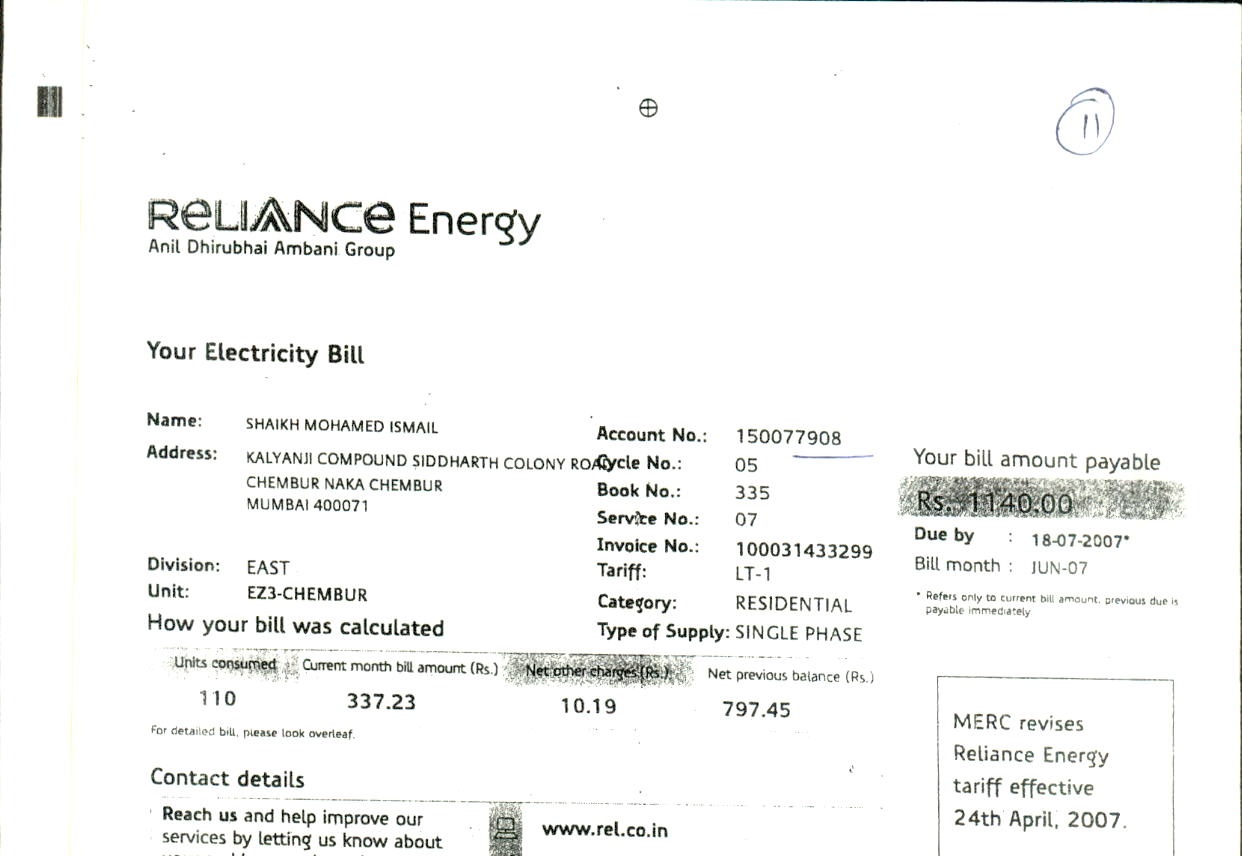 11
RELIANCE Energy
Anil Dhirubhai Ambani Group
Your Electricity Bill
Name: SHAIKH MOHAMED ISMAIL
Address: KALYANJI COMPOUND SIDDHARTH COLONY ROAD
CHEMBUR NAKA CHEMBUR
MUMBAI 400071
Division: EAST
Unit: EZ3-CHEMBUR
Account No.: 150077908
Cycle No.: 05
Book No.: 335
Service No.: 07
Invoice No.: 100031433299
Tariff: LT-1
Category: RESIDENTIAL
Type of Supply: SINGLE PHASE
Your bill amount payable
Rs. 1140.00
Due by : 18-07-2007*
Bill month : JUN-07
* Refers only to current bill amount, previous due is
payable immediately
How your bill was calculated
Units consumed Current month bill amount (Rs.) Net other charges (Rs.) Net previous balance (Rs.)
110 337.23 10.19 797.45
For detailed bill, please look overleaf.
MERC revises
Reliance Energy
tariff effective
24th April, 2007.
Contact details
Reach us and help improve our
services by letting us know about
www.rel.co.in